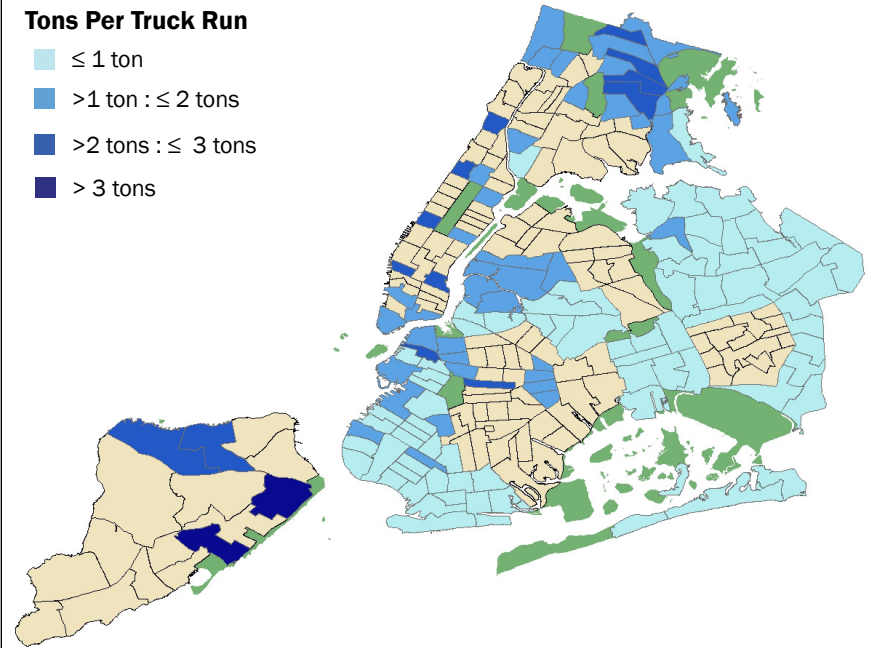 Tons Per Truck Run
≤ 1 ton
>1 ton : ≤ 2 tons
>2 tons : ≤ 3 tons
> 3 tons